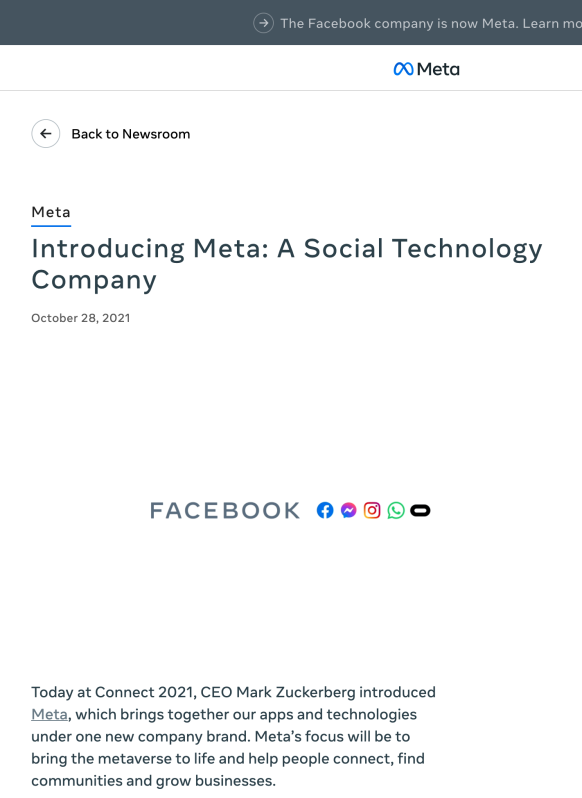 The Facebook company is now Meta. Learn
Meta
Back to Newsroom
Meta
Introducing Meta: A Social Technology
Company
October 28, 2021
FACEBOOK
Today at Connect 2021, CEO Mark Zuckerberg introduced
Meta, which brings together our apps and technologies
under one new company brand. Meta’s focus will be to
bring the metaverse to life and help people connect, find
communities and grow businesses.